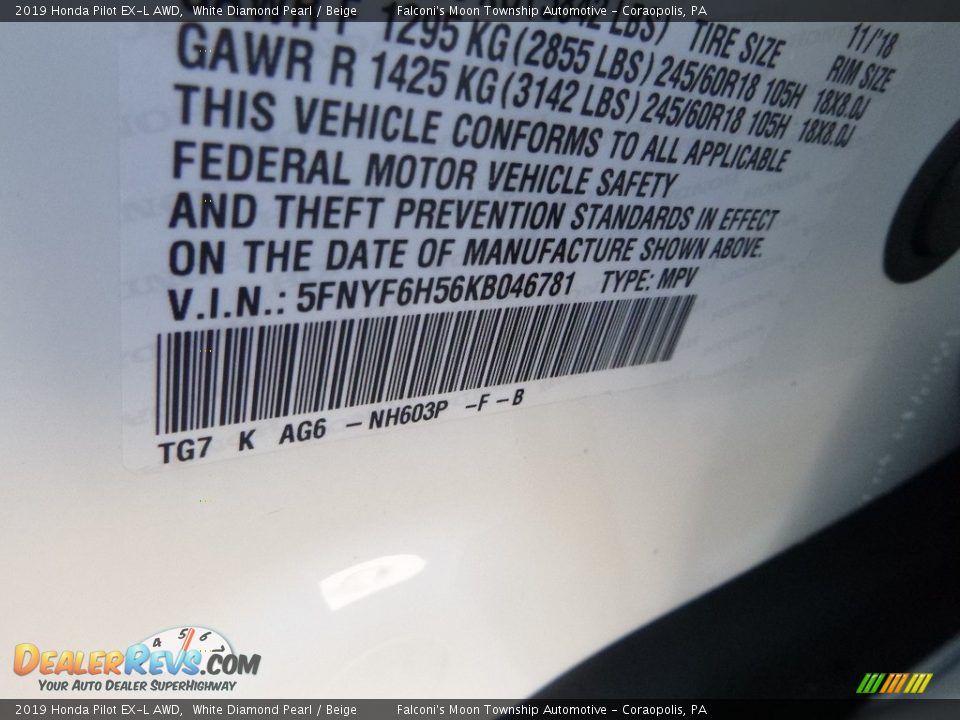 2019 Honda Pilot EX-L AWD, White Diamond Pearl / Beige Falconi's Moon Township Automotive - Coraopolis, PA
LBS) TIRE SIZE 11/'18
1295 KG (2855 LBS) 245/60R18 105H RIM SIZE 18X8.0J
GAWR R 1425 KG (3142 LBS) 245/60R18 105H 18X8.0J
THIS VEHICLE CONFORMS TO ALL APPLICABLE
FEDERAL MOTOR VEHICLE SAFETY
AND THEFT PREVENTION STANDARDS IN EFFECT
ON THE DATE OF MANUFACTURE SHOWN ABOVE.
V.I.N.: 5FNYF6H56KB046781 TYPE: MPV
TG7 K AG6 - NH603P - F - B
4 5 6
DEALERREVS.COM
YOUR AUTO DEALER SUPERHIGHWAY
2019 Honda Pilot EX-L AWD, White Diamond Pearl / Beige Falconi's Moon Township Automotive - Coraopolis, PA